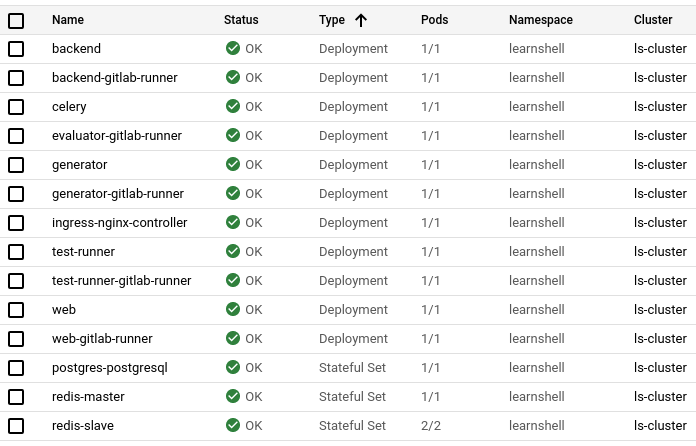 Name Status Type Pods Namespace Cluster
backend OK Deployment 1/1 learnshell ls-cluster
backend-gitlab-runner OK Deployment 1/1 learnshell ls-cluster
celery OK Deployment 1/1 learnshell ls-cluster
evaluator-gitlab-runner OK Deployment 1/1 learnshell ls-cluster
generator OK Deployment 1/1 learnshell ls-cluster
generator-gitlab-runner OK Deployment 1/1 learnshell ls-cluster
ingress-nginx-controller OK Deployment 1/1 learnshell ls-cluster
test-runner OK Deployment 1/1 learnshell ls-cluster
test-runner-gitlab-runner OK Deployment 1/1 learnshell ls-cluster
web OK Deployment 1/1 learnshell ls-cluster
web-gitlab-runner OK Deployment 1/1 learnshell ls-cluster
postgres-postgresql OK Stateful Set 1/1 learnshell ls-cluster
redis-master OK Stateful Set 1/1 learnshell ls-cluster
redis-slave OK Stateful Set 2/2 learnshell ls-cluster